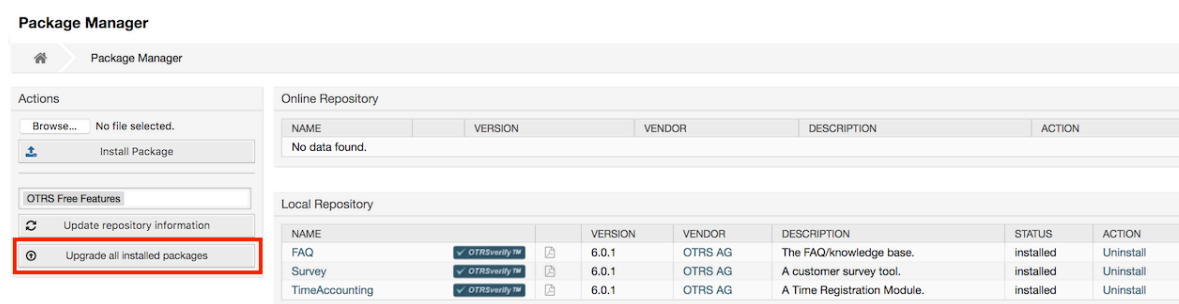 Package Manager
Package Manager
Actions
Browse... No file selected.
Install Package
OTRS Free Features
Update repository information
Upgrade all installed packages
Online Repository
NAME VERSION VENDOR DESCRIPTION ACTION
No data found.
Local Repository
NAME VERSION VENDOR DESCRIPTION STATUS ACTION
FAQ ✓ OTRSverify™ 6.0.1 OTRS AG The FAQ/knowledge base. installed Uninstall
Survey ✓ OTRSverify™ 6.0.1 OTRS AG A customer survey tool. installed Uninstall
TimeAccounting ✓ OTRSverify™ 6.0.1 OTRS AG A Time Registration Module. installed Uninstall